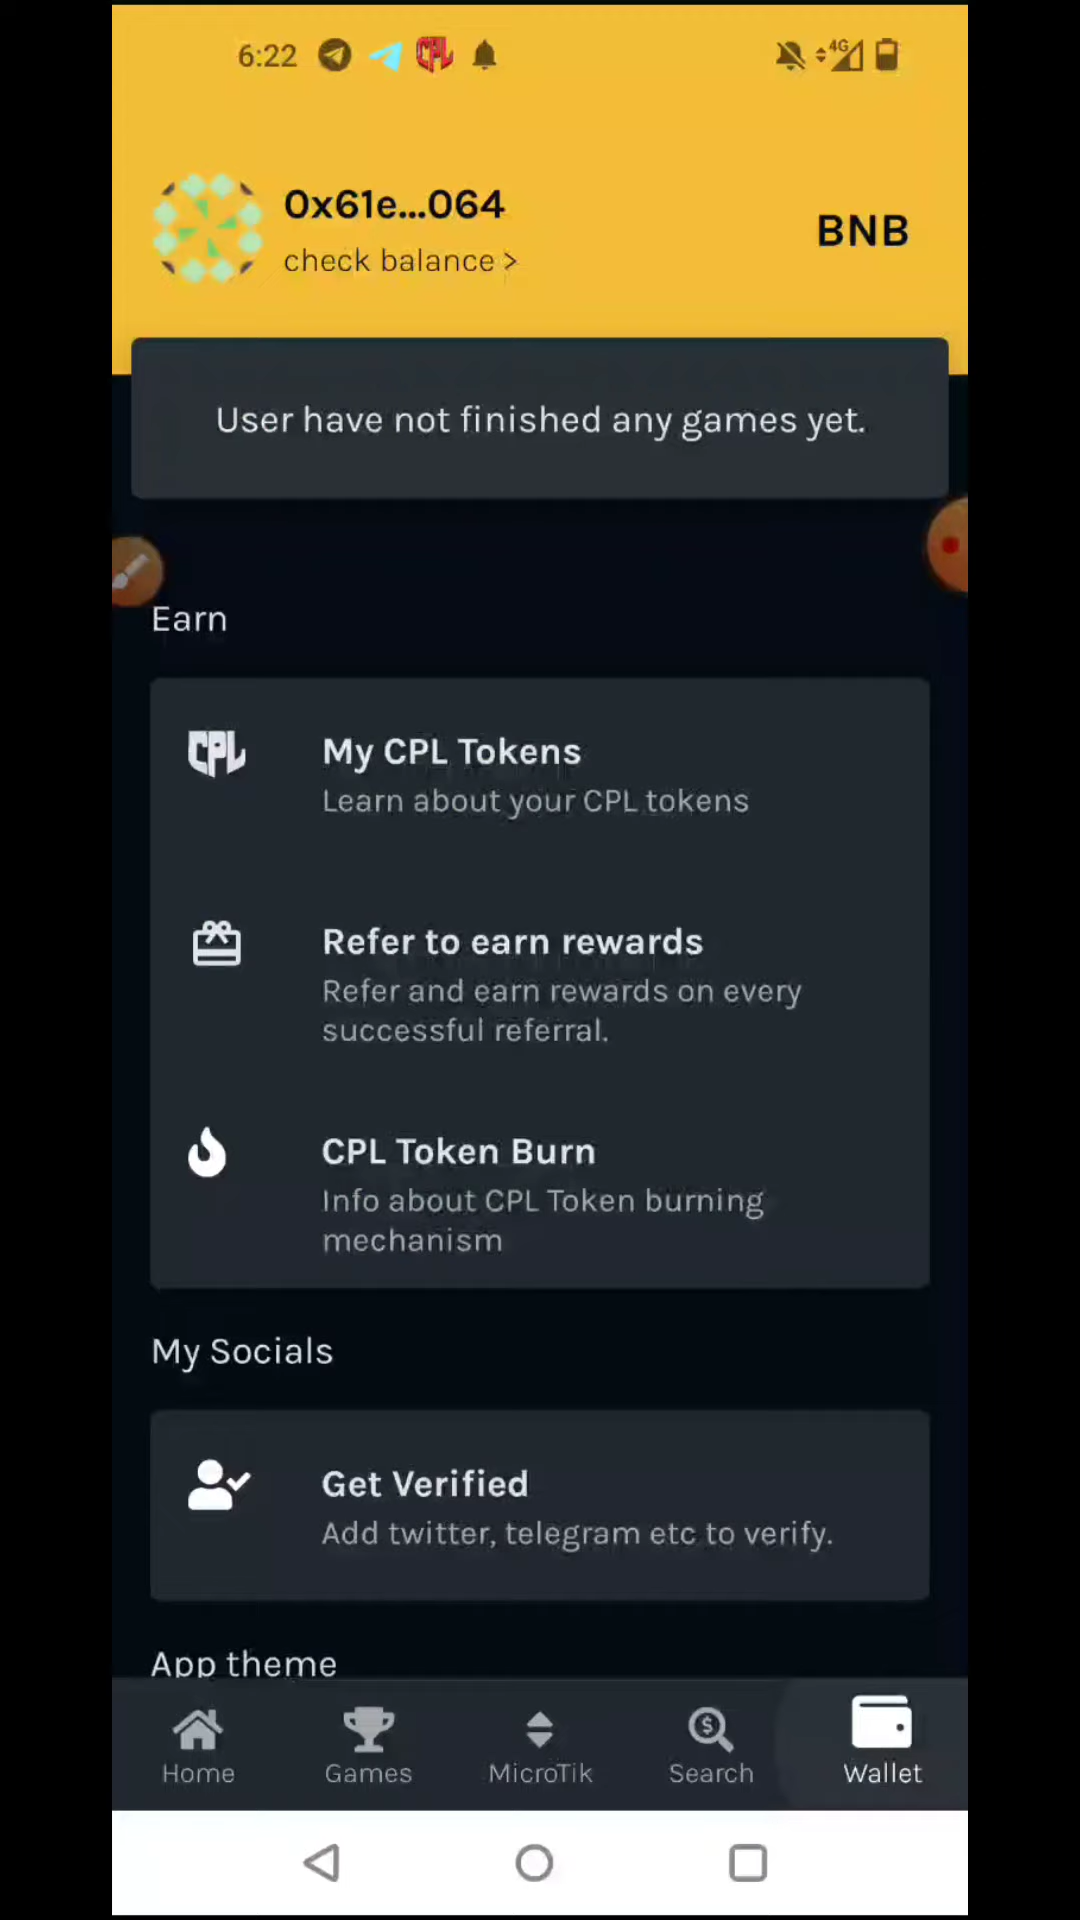 6:22
CPL
4G
0x61e...064
check balance >
BNB
User have not finished any games yet.
Earn
CPL
My CPL Tokens
Learn about your CPL tokens
Refer to earn rewards
Refer and earn rewards on every
successful referral.
CPL Token Burn
Info about CPL Token burning
mechanism
My Socials
Get Verified
Add twitter, telegram etc to verify.
App theme
Home
Games
MicroTik
Search
Wallet